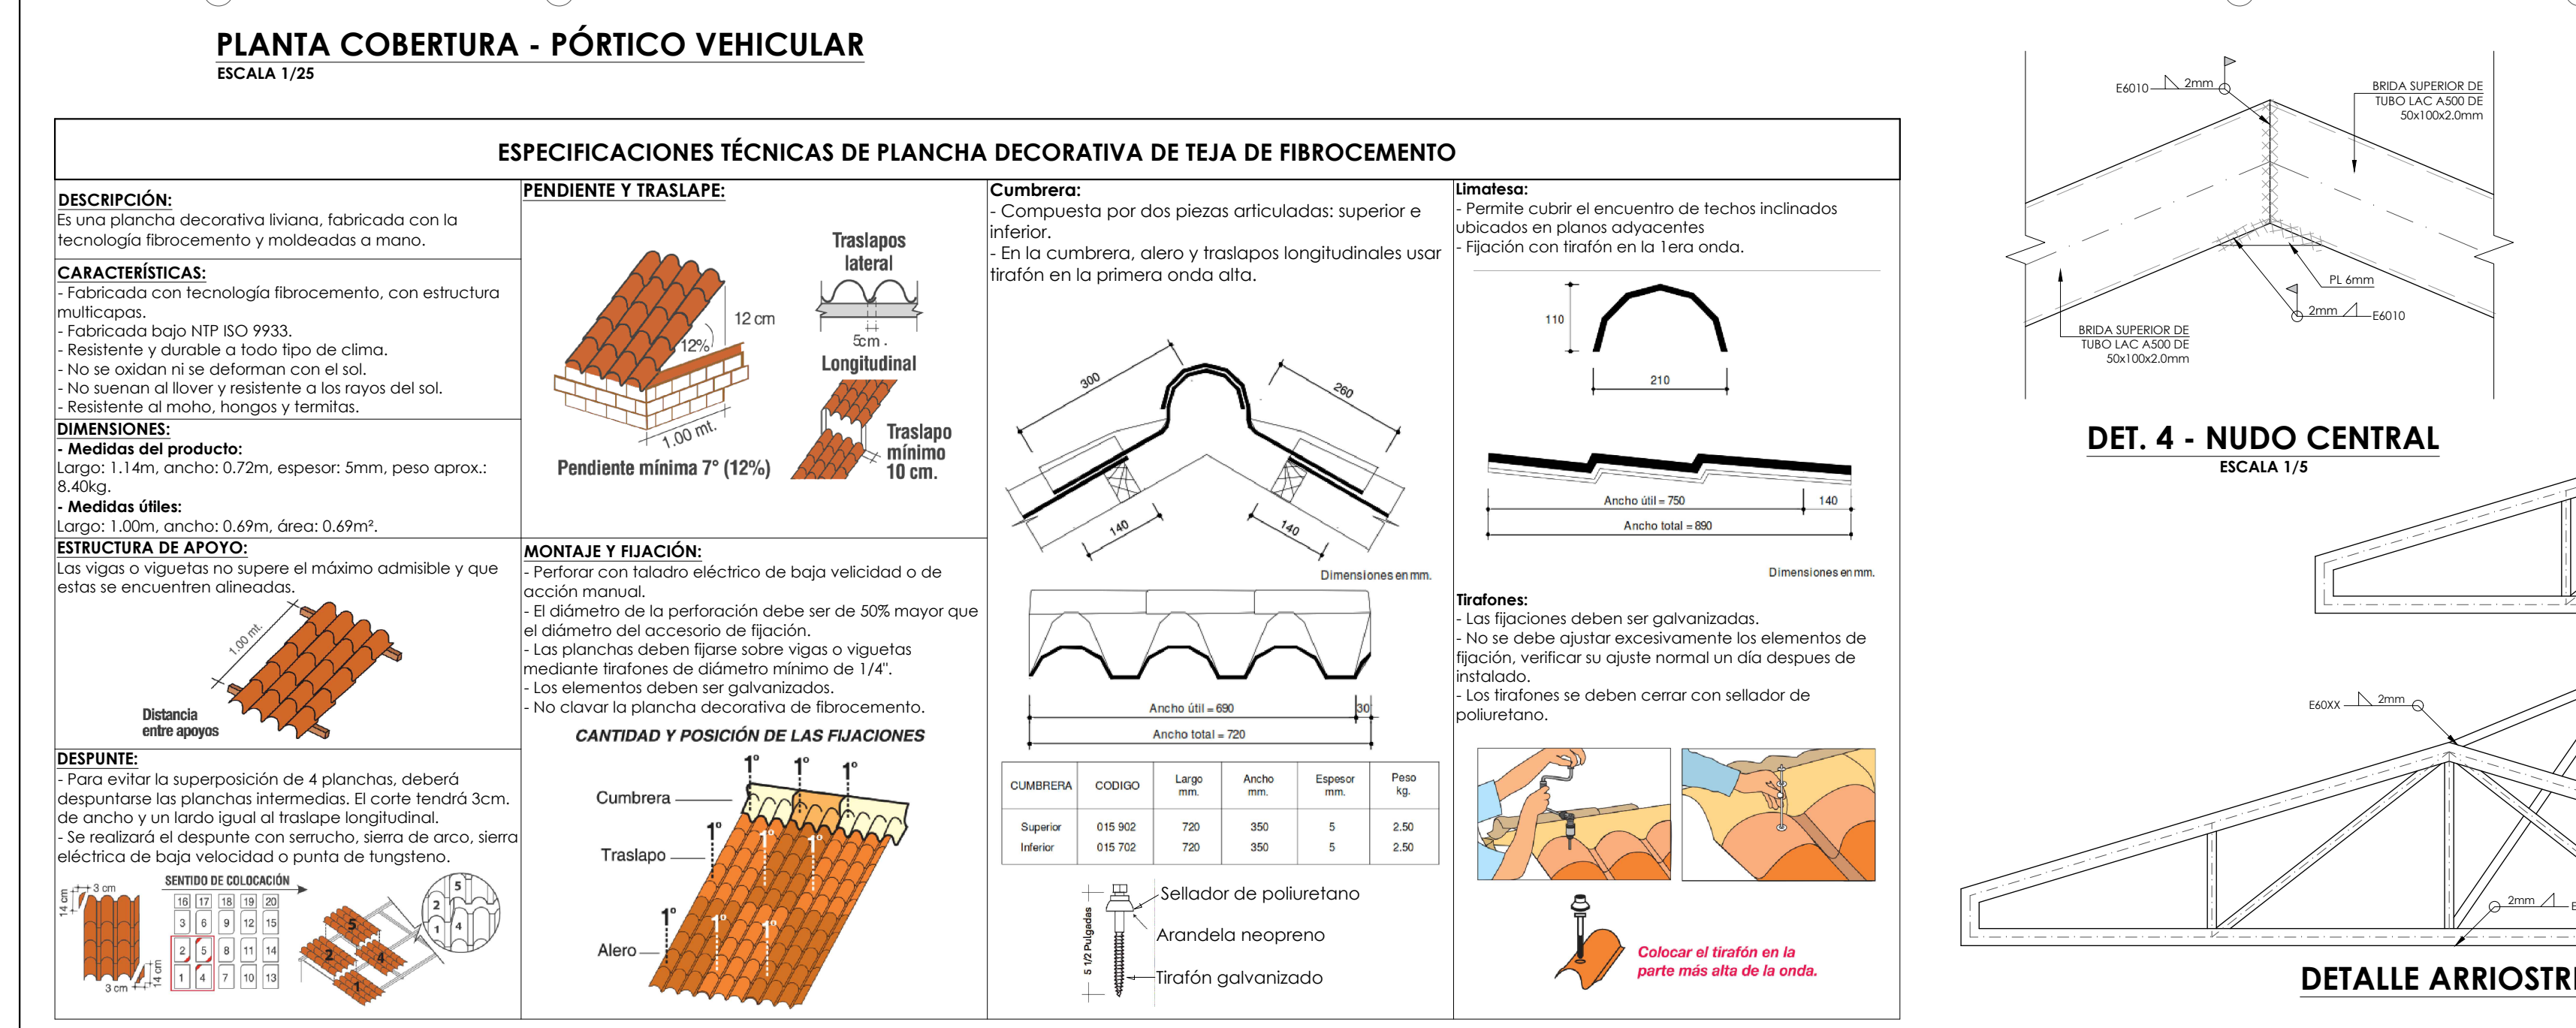 PLANTA COBERTURA - PÓRTICO VEHICULAR
ESCALA 1/25
ESPECIFICACIONES TÉCNICAS DE PLANCHA DECORATIVA DE TEJA DE FIBROCEMENTO
DESCRIPCIÓN:
Es una plancha decorativa liviana, fabricada con la
tecnología fibrocemento y moldeadas a mano.
CARACTERÍSTICAS:
- Fabricada con tecnología fibrocemento, con estructura
multicapas.
- Fabricada bajo NTP ISO 9933.
- Resistente y durable a todo tipo de clima.
- No se oxidan ni se deforman con el sol.
- No suenan al llover y resistente a los rayos del sol.
- Resistente al moho, hongos y termitas.
DIMENSIONES:
- Medidas del producto:
Largo: 1.14m, ancho: 0.72m, espesor: 5mm, peso aprox.:
8.40kg.
- Medidas útiles:
Largo: 1.00m, ancho: 0.69m, área: 0.69m².
ESTRUCTURA DE APOYO:
Las vigas o viguetas no supere el máximo admisible y que
estas se encuentren alineadas.
1.00 mt.
Distancia
entre apoyos
DESPUNTE:
- Para evitar la superposición de 4 planchas, deberá
despuntarse las planchas intermedias. El corte tendrá 3cm.
de ancho y un lardo igual al traslape longitudinal.
- Se realizará el despunte con serrucho, sierra de arco, sierra
eléctrica de baja velocidad o punta de tungsteno.
3 cm
14 cm
3 cm
14 cm
SENTIDO DE COLOCACIÓN
16 17 18 19 20
3 6 9 12 15
2 5 8 11 14
1 4 7 10 13
5
2
4
1
5
2
1 4
PENDIENTE Y TRASLAPE:
12 cm
12%
1.00 mt.
Pendiente mínima 7° (12%)
Traslapos
lateral
5cm .
Longitudinal
Traslapo
mínimo
10 cm.
MONTAJE Y FIJACIÓN:
- Perforar con taladro eléctrico de baja velicidad o de
acción manual.
- El diámetro de la perforación debe ser de 50% mayor que
el diámetro del accesorio de fijación.
- Las planchas deben fijarse sobre vigas o viguetas
mediante tirafones de diámetro mínimo de 1/4".
- Los elementos deben ser galvanizados.
- No clavar la plancha decorativa de fibrocemento.
CANTIDAD Y POSICIÓN DE LAS FIJACIONES
1° 1° 1°
Cumbrera
1° 1° 1°
Traslapo
1° 1° 1°
Alero
Cumbrera:
- Compuesta por dos piezas articuladas: superior e
inferior.
- En la cumbrera, alero y traslapos longitudinales usar
tirafón en la primera onda alta.
300
260
140
140
Dimensiones en mm.
Ancho útil = 690
30
Ancho total = 720
CUMBRERA CODIGO Largo mm. Ancho mm. Espesor mm. Peso kg.
Superior 015 902 720 350 5 2.50
Inferior 015 702 720 350 5 2.50
5 1/2 Pulgadas
Sellador de poliuretano
Arandela neopreno
Tirafón galvanizado
Limatesa:
- Permite cubrir el encuentro de techos inclinados
ubicados en planos adyacentes
- Fijación con tirafón en la 1era onda.
110
210
Ancho útil = 750
140
Ancho total = 890
Dimensiones en mm.
Tirafones:
- Las fijaciones deben ser galvanizadas.
- No se debe ajustar excesivamente los elementos de
fijación, verificar su ajuste normal un día despues de
instalado.
- Los tirafones se deben cerrar con sellador de
poliuretano.
Colocar el tirafón en la
parte más alta de la onda.
E6010
2mm
BRIDA SUPERIOR DE
TUBO LAC A500 DE
50x100x2.0mm
PL 6mm
2mm
E6010
BRIDA SUPERIOR DE
TUBO LAC A500 DE
50x100x2.0mm
DET. 4 - NUDO CENTRAL
ESCALA 1/5
E60XX
2mm
2mm
E
DETALLE ARRIOSTR